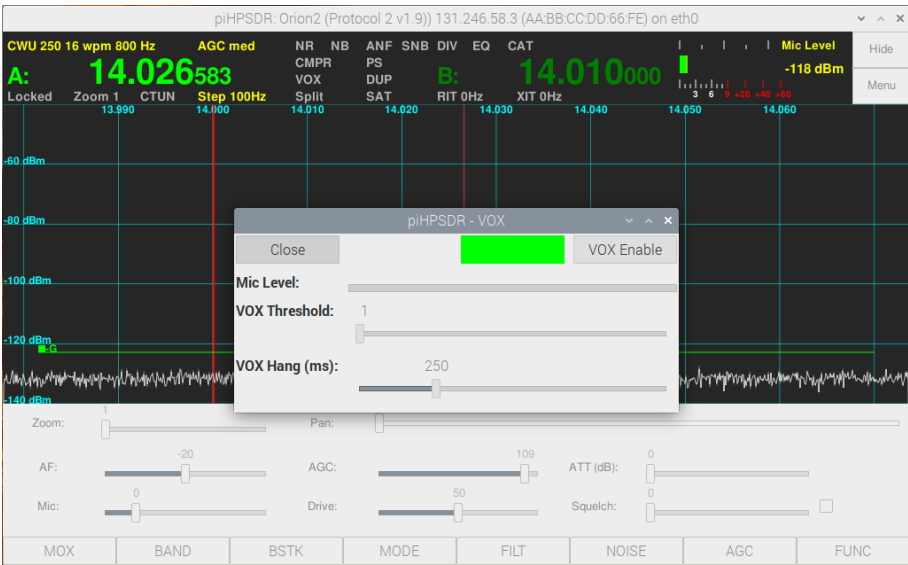 piHPSDR: Orion2 (Protocol 2 v1.9)) 131.246.58.3 (AA:BB:CC:DD:66:FE) on eth0
CWU 250 16 wpm 800 Hz AGC med NR NB ANF SNB DIV EQ CAT Mic Level Hide
CMPR PS
A: 14.026583 VOX DUP B: 14.010000 -118 dBm
Locked Zoom 1 CTUN Step 100Hz Split SAT RIT 0Hz XIT 0Hz 3 6 9 +20 +40 +60 Menu
13.990 14.000 14.010 14.020 14.030 14.040 14.050 14.060
-60 dBm
-80 dBm
piHPSDR - VOX
Close VOX Enable
-100 dBm Mic Level:
VOX Threshold: 1
-120 dBm
-G
VOX Hang (ms): 250
-140 dBm
Zoom: 1 Pan:
AF: -20 AGC: 109 ATT (dB): 0
Mic: 0 Drive: 50 Squelch: 0
MOX BAND BSTK MODE FILT NOISE AGC FUNC